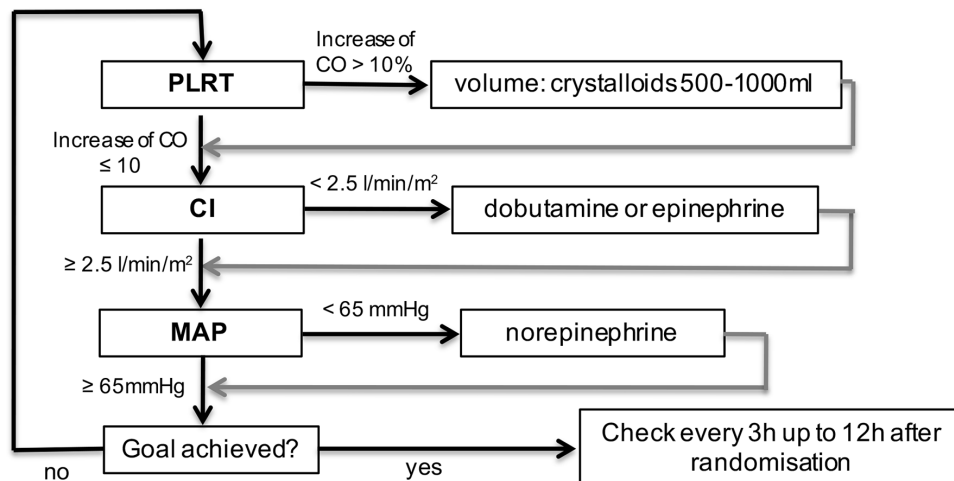 Increase of
CO > 10%
PLRT
volume: crystalloids 500-1000ml
Increase of CO
≤ 10
< 2.5 l/min/m²
CI
dobutamine or epinephrine
≥ 2.5 l/min/m²
< 65 mmHg
MAP
norepinephrine
≥ 65mmHg
Goal achieved?
Check every 3h up to 12h after
randomisation
no
yes